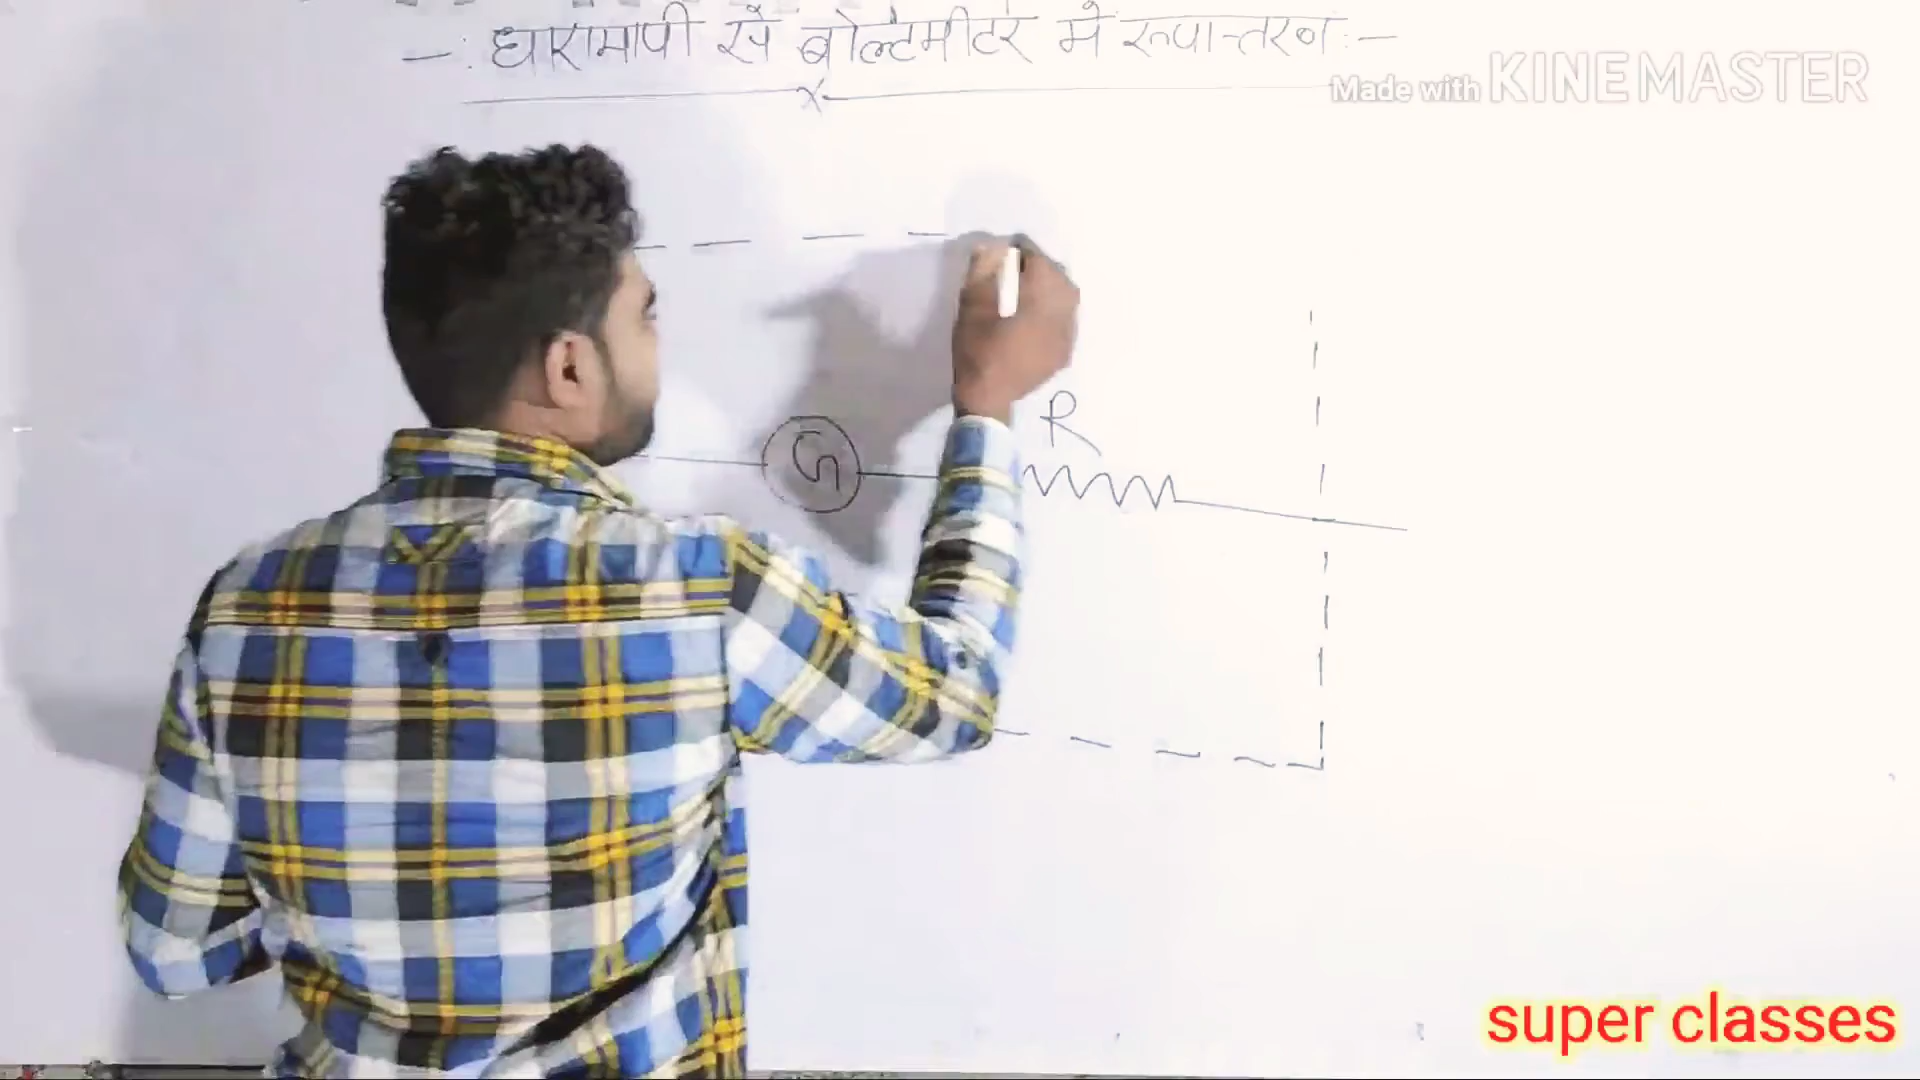 -: धारामापी से वोल्टमीटर में रूपान्तरण :-
Made with KINEMASTER
R
G
super classes